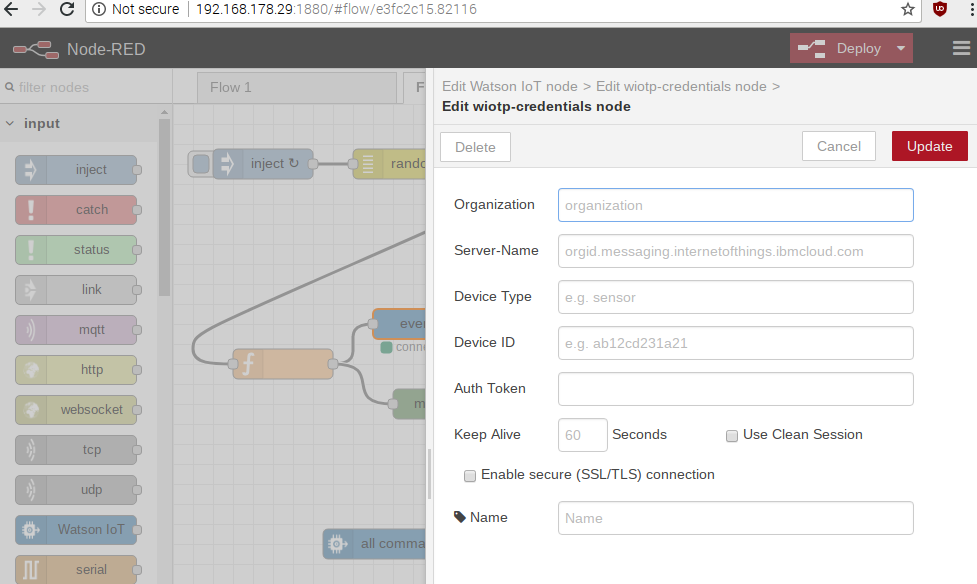 Not secure 192.168.178.29:1880/#flow/e3fc2c15.82116
Node-RED Deploy
filter nodes
Flow 1
F
input
inject
catch
status
link
mqtt
http
websocket
tcp
udp
Watson IoT
serial
inject ↻
rando
even
conne
m
all comma
Edit Watson IoT node > Edit wiotp-credentials node >
Edit wiotp-credentials node
Delete Cancel Update
Organization organization
Server-Name orgid.messaging.internetofthings.ibmcloud.com
Device Type e.g. sensor
Device ID e.g. ab12cd231a21
Auth Token
Keep Alive 60 Seconds Use Clean Session
Enable secure (SSL/TLS) connection
Name Name